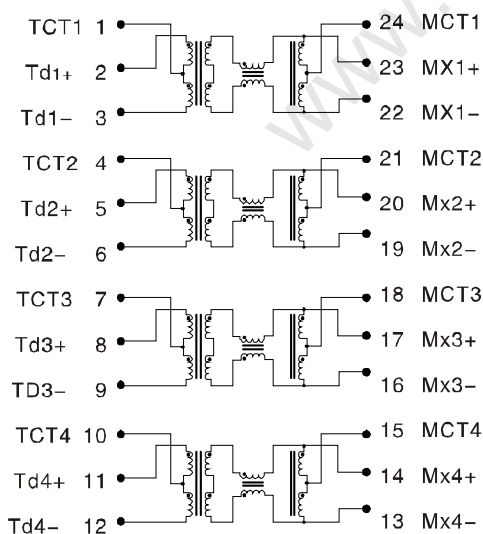 TCT1 1 24 MCT1
Td1+ 2 23 MX1+
Td1- 3 22 MX1-
TCT2 4 21 MCT2
Td2+ 5 20 Mx2+
Td2- 6 19 Mx2-
TCT3 7 18 MCT3
Td3+ 8 17 Mx3+
TD3- 9 16 Mx3-
TCT4 10 15 MCT4
Td4+ 11 14 Mx4+
Td4- 12 13 Mx4-